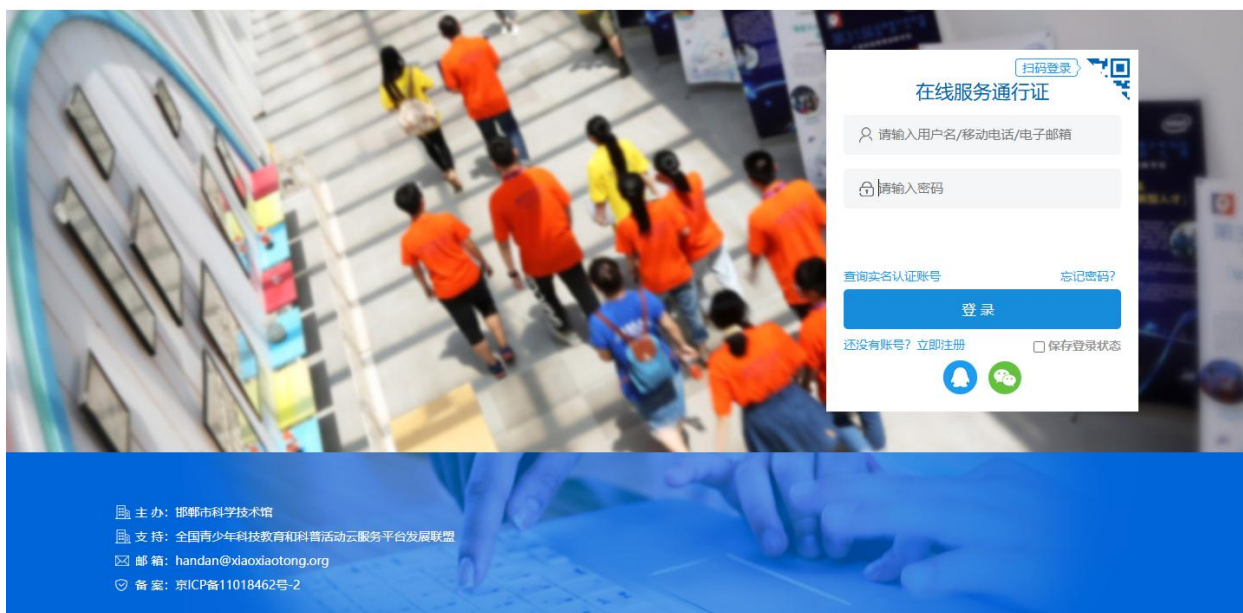 扫码登录
在线服务通行证
请输入用户名/移动电话/电子邮箱
请输入密码
查询实名认证账号 忘记密码?
登 录
还没有账号? 立即注册 保存登录状态
主 办: 邯郸市科学技术馆
支 持: 全国青少年科技教育和科普活动云服务平台发展联盟
邮 箱: handan@xiaoxiaotong.org
备 案: 京ICP备11018462号-2